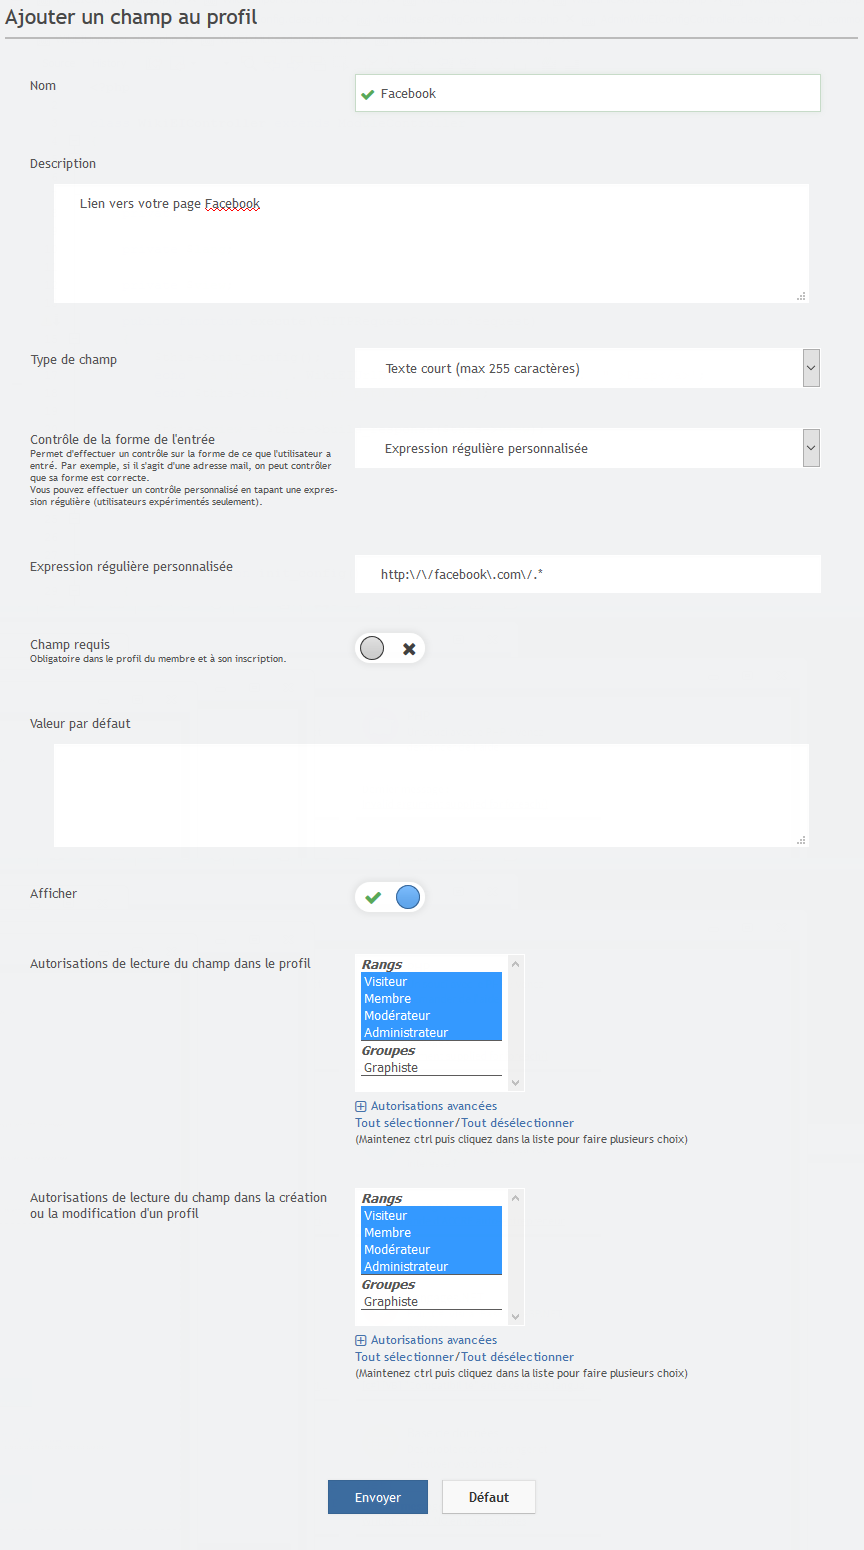 Ajouter un champ au profil
Nom
Facebook
Description
Lien vers votre page Facebook
Type de champ
Texte court (max 255 caractères)
Contrôle de la forme de l'entrée
Expression régulière personnalisée
Permet d'effectuer un contrôle sur la forme de ce que l'utilisateur a
entré. Par exemple, si il s'agit d'une adresse mail, on peut contrôler
que sa forme est correcte.
Vous pouvez effectuer un contrôle personnalisé en tapant une expres-
sion régulière (utilisateurs expérimentés seulement).
Expression régulière personnalisée
http:\/\/facebook\.com\/.*
Champ requis
Obligatoire dans le profil du membre et à son inscription.
Valeur par défaut
Afficher
Autorisations de lecture du champ dans le profil
Rangs
Visiteur
Membre
Modérateur
Administrateur
Groupes
Graphiste
Autorisations avancées
Tout sélectionner/Tout désélectionner
(Maintenez ctrl puis cliquez dans la liste pour faire plusieurs choix)
Autorisations de lecture du champ dans la création
ou la modification d'un profil
Rangs
Visiteur
Membre
Modérateur
Administrateur
Groupes
Graphiste
Autorisations avancées
Tout sélectionner/Tout désélectionner
(Maintenez ctrl puis cliquez dans la liste pour faire plusieurs choix)
Envoyer
Défaut